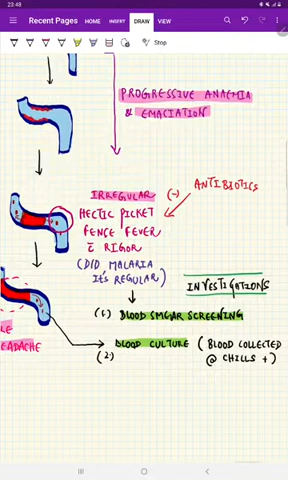 23:48
Recent Pages
HOME
INSERT
DRAW
VIEW
Stop
PROGRESSIVE ANAEMIA
& EMACIATION
IRREGULAR (-) ANTIBIOTICS
HECTIC PICKET
FENCE FEVER
c̄ RIGOR
(D/D MALARIA
IT'S REGULAR)
INVESTIGATIONS
(1.) BLOOD SMEAR SCREENING
(2.) BLOOD CULTURE (BLOOD COLLECTED
@ CHILLS +)
EADACHE